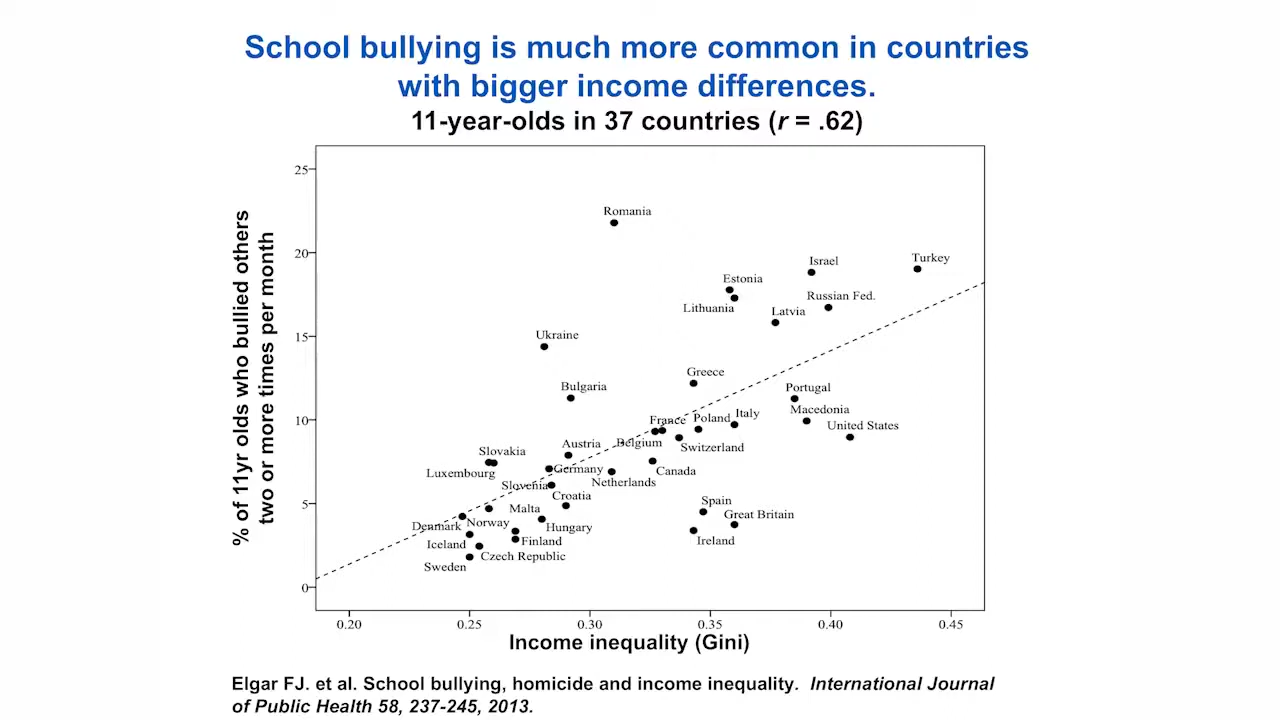 School bullying is much more common in countries
with bigger income differences.
11-year-olds in 37 countries (r = .62)
% of 11yr olds who bullied others
two or more times per month
25
20
15
10
5
0
Romania
Turkey
Israel
Estonia
Russian Fed.
Lithuania
Latvia
Ukraine
Greece
Bulgaria
Portugal
Macedonia
France
Poland
Italy
United States
Austria
Belgium
Switzerland
Slovakia
Luxembourg
Germany
Canada
Slovenia
Netherlands
Croatia
Spain
Malta
Great Britain
Denmark
Norway
Hungary
Iceland
Finland
Ireland
Czech Republic
Sweden
0.20
0.25
0.30
0.35
0.40
0.45
Income inequality (Gini)
Elgar FJ. et al. School bullying, homicide and income inequality. International Journal
of Public Health 58, 237-245, 2013.